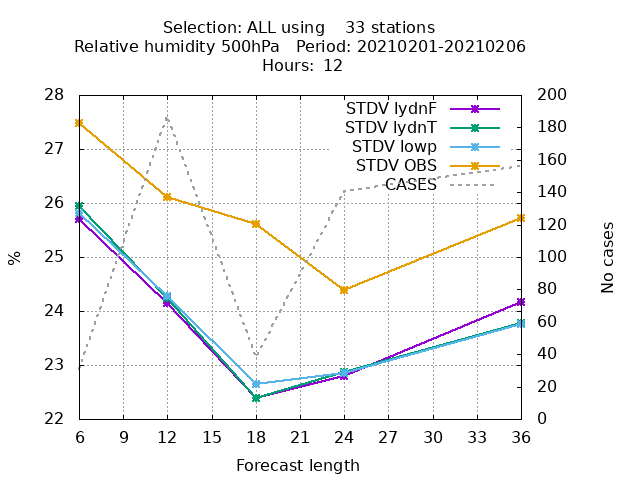 Selection: ALL using    33 stations
Relative humidity 500hPa   Period: 20210201-20210206
Hours: 12
28
27
26
25
24
23
22
%
200
180
160
140
120
100
80
60
40
20
0
No cases
STDV lydnF
STDV lydnT
STDV lowp
STDV OBS
CASES
6 9 12 15 18 21 24 27 30 33 36
Forecast length